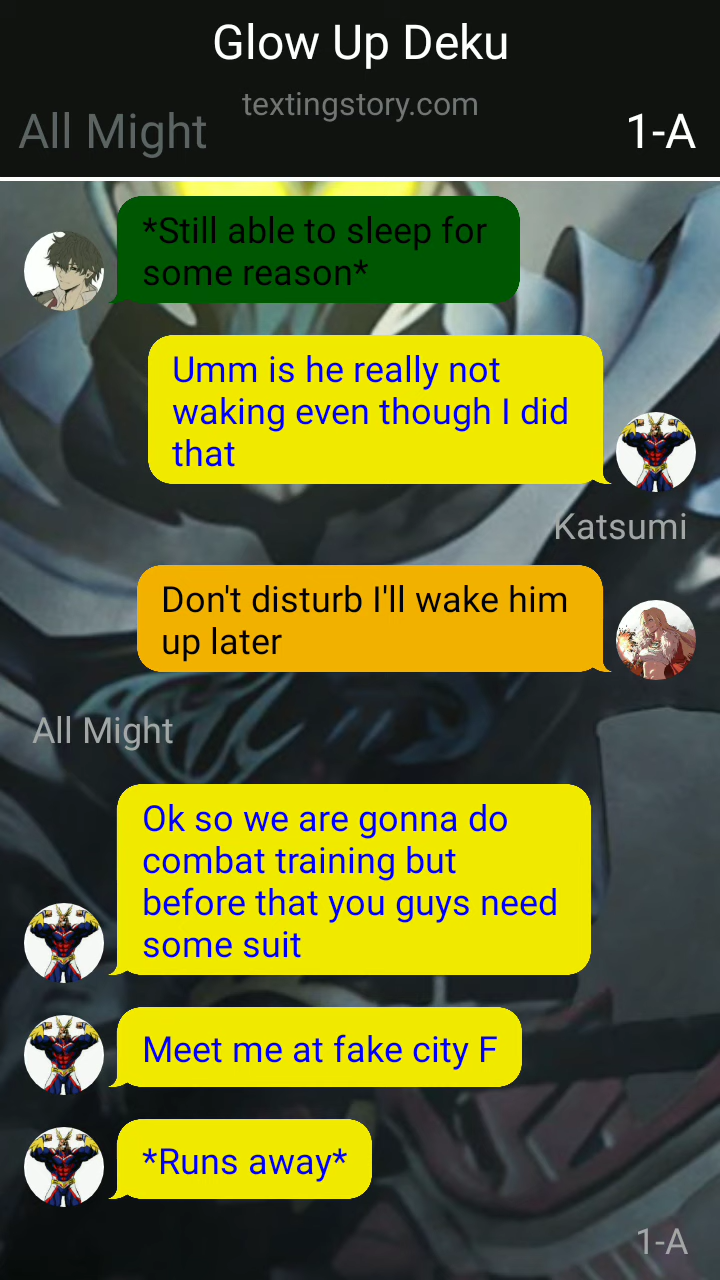 Glow Up Deku
textingstory.com
All Might
1-A
*Still able to sleep for
some reason*
Umm is he really not
waking even though I did
that
Katsumi
Don't disturb I'll wake him
up later
All Might
Ok so we are gonna do
combat training but
before that you guys need
some suit
Meet me at fake city F
*Runs away*
1-A